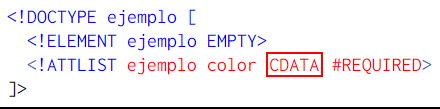 <!DOCTYPE ejemplo [
<!ELEMENT ejemplo EMPTY>
<!ATTLIST ejemplo color CDATA #REQUIRED>
]>